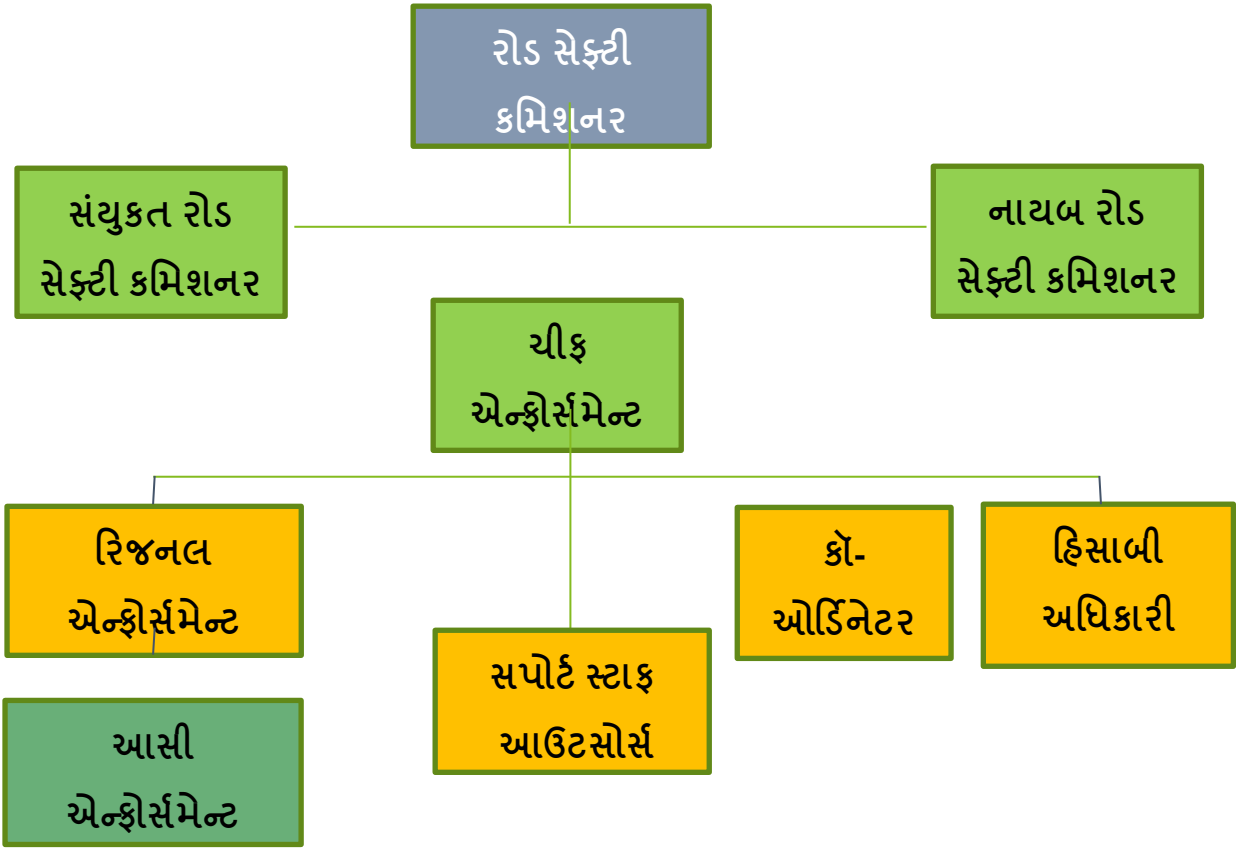 રોડ સેફ્ટી
કમિશનર
સંયુકત રોડ
સેફ્ટી કમિશનર
નાયબ રોડ
સેફ્ટી કમિશનર
ચીફ
એન્ફ્રોર્સમેન્ટ
રિજનલ
એન્ફ્રોર્સમેન્ટ
કૉ-
ઓર્ડિનેટર
હિસાબી
અધિકારી
સપોર્ટ સ્ટાફ
આઉટસોર્સ
આસી
એન્ફ્રોર્સમેન્ટ